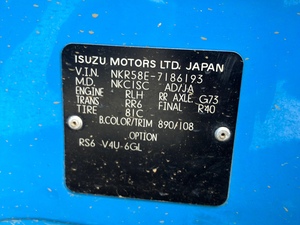 ISUZU MOTORS LTD. JAPAN
V.I.N. NKR58E-7186193
M.D. NKC1SC AD/JA
ENGINE BLH RR AXLE. G73
TRANS RR6 FINAL R40
TIRE 81C
B.COLOR/TRIM 890/108
OPTION
RS6 V4U-6GL